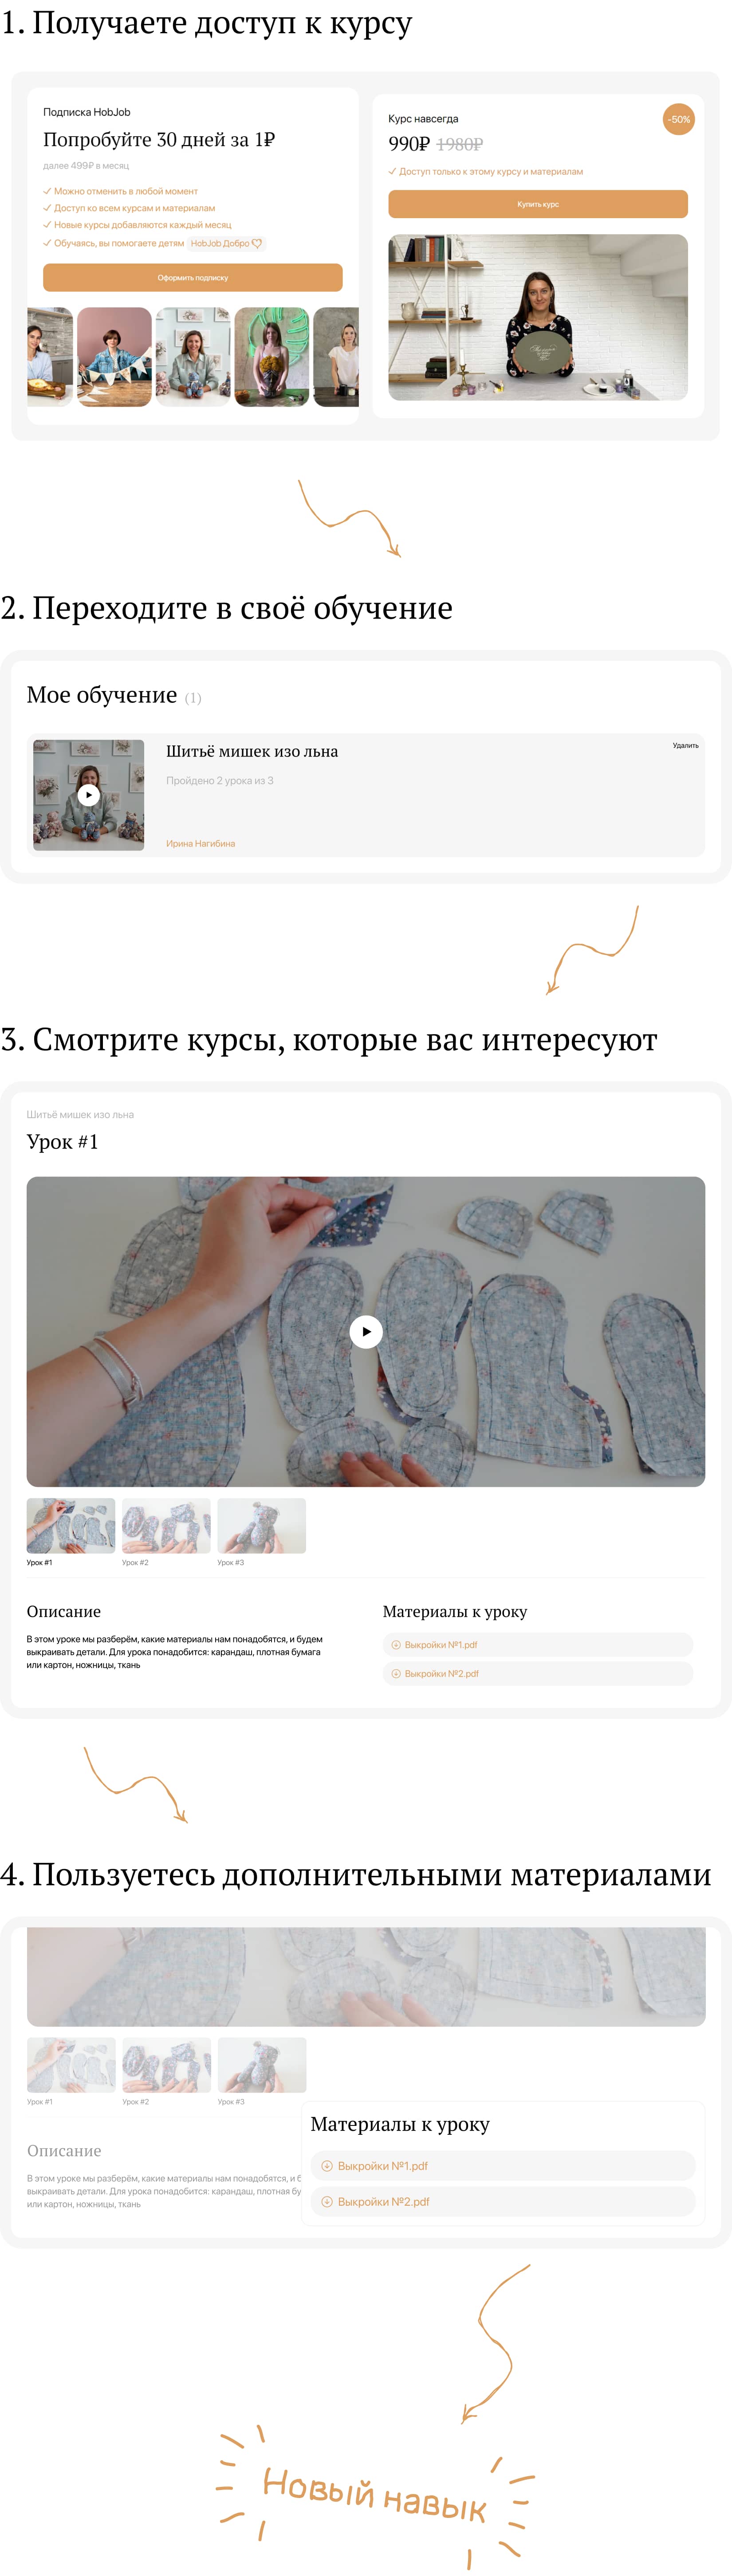 1. Получаете доступ к курсу
Подписка HobJob
Попробуйте 30 дней за 1₽
далее 499₽ в месяц
Можно отменить в любой момент
Доступ ко всем курсам и материалам
Новые курсы добавляются каждый месяц
Обучаясь, вы помогаете детям HobJob Добро
Оформить подписку
Курс навсегда
-50%
990₽ 1980₽
Доступ только к этому курсу и материалам
Купить курс
2. Переходите в своё обучение
Мое обучение (1)
Шитьё мишек изо льна
Удалить
Пройдено 2 урока из 3
Ирина Нагибина
3. Смотрите курсы, которые вас интересуют
Шитьё мишек изо льна
Урок #1
Урок #1
Урок #2
Урок #3
Описание
В этом уроке мы разберём, какие материалы нам понадобятся, и будем
выкраивать детали. Для урока понадобится: карандаш, плотная бумага
или картон, ножницы, ткань
Материалы к уроку
Выкройки №1.pdf
Выкройки №2.pdf
4. Пользуетесь дополнительными материалами
Урок #1
Урок #2
Урок #3
Описание
В этом уроке мы разберём, какие материалы нам понадобятся, и б
выкраивать детали. Для урока понадобится: карандаш, плотная бу
или картон, ножницы, ткань
Материалы к уроку
Выкройки №1.pdf
Выкройки №2.pdf
Новый навык